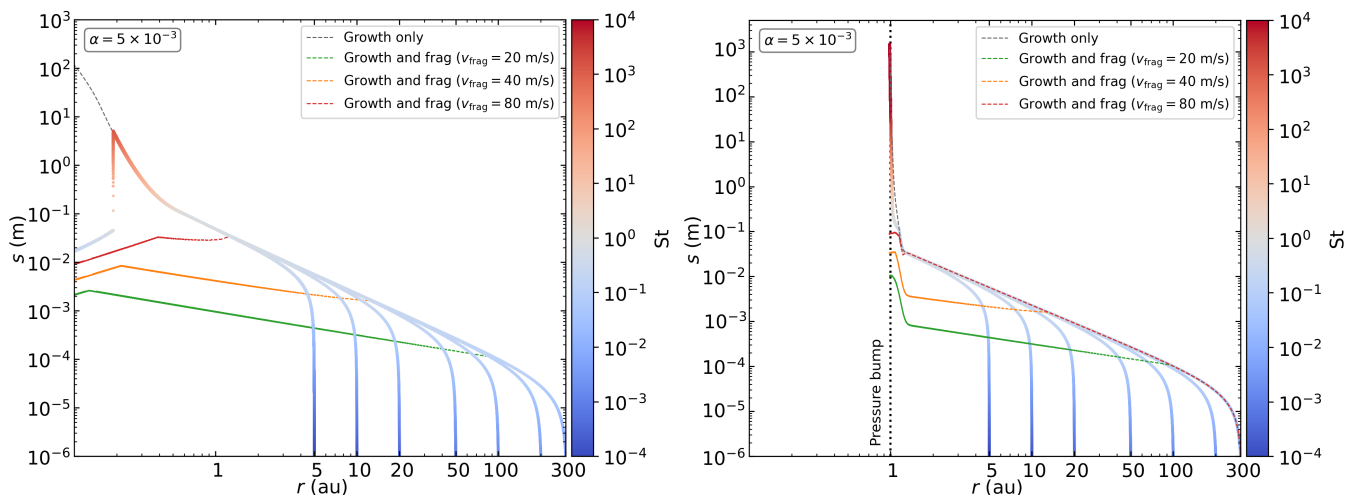 α = 5 × 10⁻³
Growth only
Growth and frag (v_frag = 20 m/s)
Growth and frag (v_frag = 40 m/s)
Growth and frag (v_frag = 80 m/s)
10³
10²
10¹
10⁰
10⁻¹
10⁻²
10⁻³
10⁻⁴
10⁻⁵
10⁻⁶
s (m)
1 5 10 20 50 100 300
r (au)
10⁴
10³
10²
10¹
10⁰
10⁻¹
10⁻²
10⁻³
10⁻⁴
St
α = 5 × 10⁻³
Growth only
Growth and frag (v_frag = 20 m/s)
Growth and frag (v_frag = 40 m/s)
Growth and frag (v_frag = 80 m/s)
10³
10²
10¹
10⁰
10⁻¹
10⁻²
10⁻³
10⁻⁴
10⁻⁵
10⁻⁶
s (m)
Pressure bump
1 5 10 20 50 100 300
r (au)
10⁴
10³
10²
10¹
10⁰
10⁻¹
10⁻²
10⁻³
10⁻⁴
St